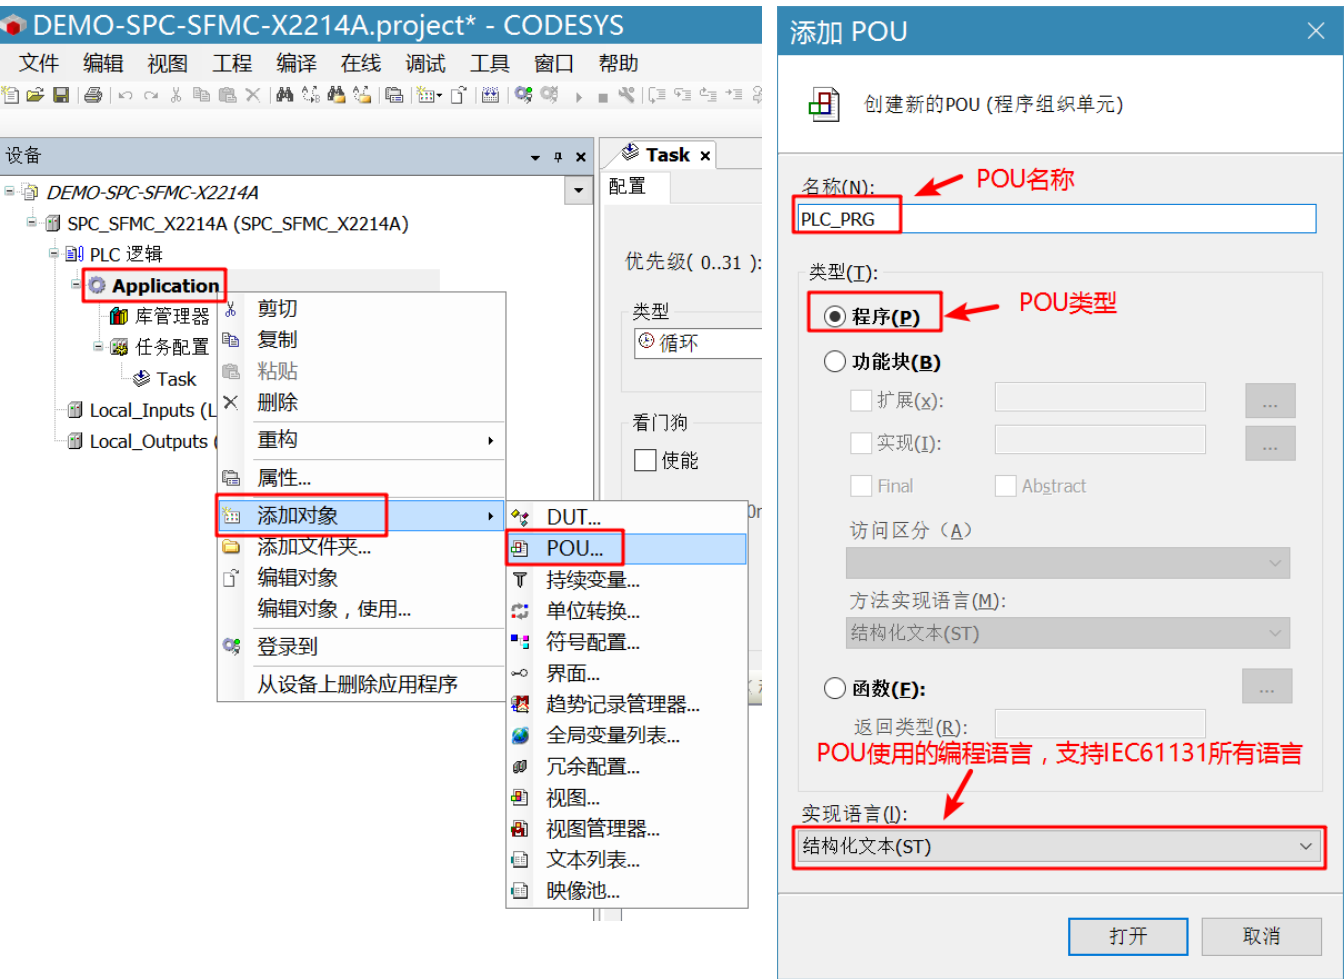 DEMO-SPC-SFMC-X2214A.project* - CODESYS
文件 编辑 视图 工程 编译 在线 调试 工具 窗口 帮助
设备
DEMO-SPC-SFMC-X2214A
SPC_SFMC_X2214A (SPC_SFMC_X2214A)
PLC 逻辑
Application
库管理器
任务配置
Task
Local_Inputs (L
Local_Outputs (
剪切
复制
粘贴
删除
重构
属性...
添加对象
添加文件夹...
编辑对象
编辑对象，使用...
登录到
从设备上删除应用程序
DUT...
POU...
持续变量...
单位转换...
符号配置...
界面...
趋势记录管理器...
全局变量列表...
冗余配置...
视图...
视图管理器...
文本列表...
映像池...
Task
配置
优先级( 0..31 ):
类型
循环
看门狗
使能
添加 POU
创建新的POU (程序组织单元)
POU名称
名称(N):
PLC_PRG
类型(T):
POU类型
程序(P)
功能块(B)
扩展(x):
...
实现(I):
...
Final
Abstract
访问区分（A）
方法实现语言(M):
结构化文本(ST)
函数(F):
...
返回类型(R):
POU使用的编程语言，支持IEC61131所有语言
实现语言(I):
结构化文本(ST)
打开
取消